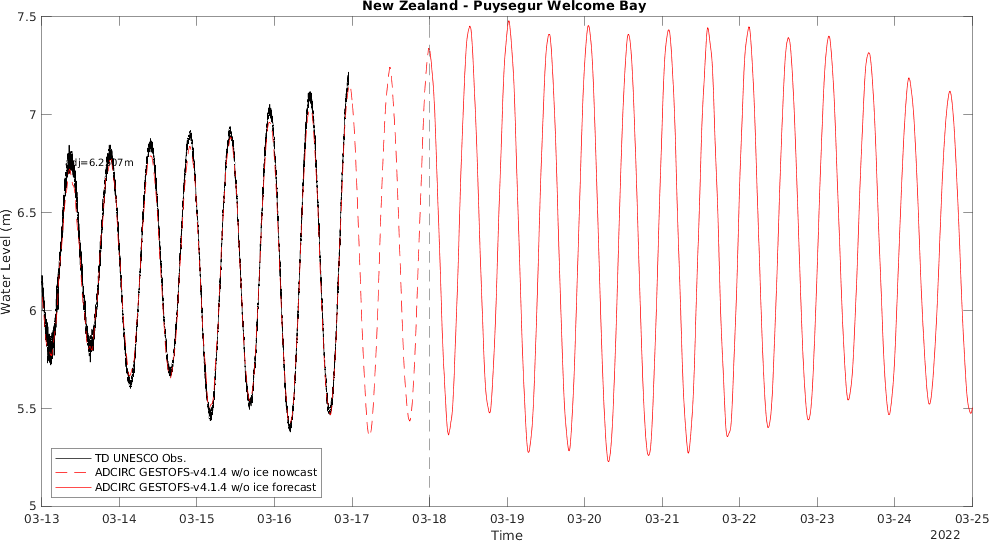 New Zealand - Puysegur Welcome Bay
Water Level (m)
7.5
7
6.5
6
5.5
5
TD UNESCO Obs.
ADCIRC GESTOFS-v4.1.4 w/o ice nowcast
ADCIRC GESTOFS-v4.1.4 w/o ice forecast
03-13 03-14 03-15 03-16 03-17 03-18 03-19 03-20 03-21 03-22 03-23 03-24 03-25
Time
2022